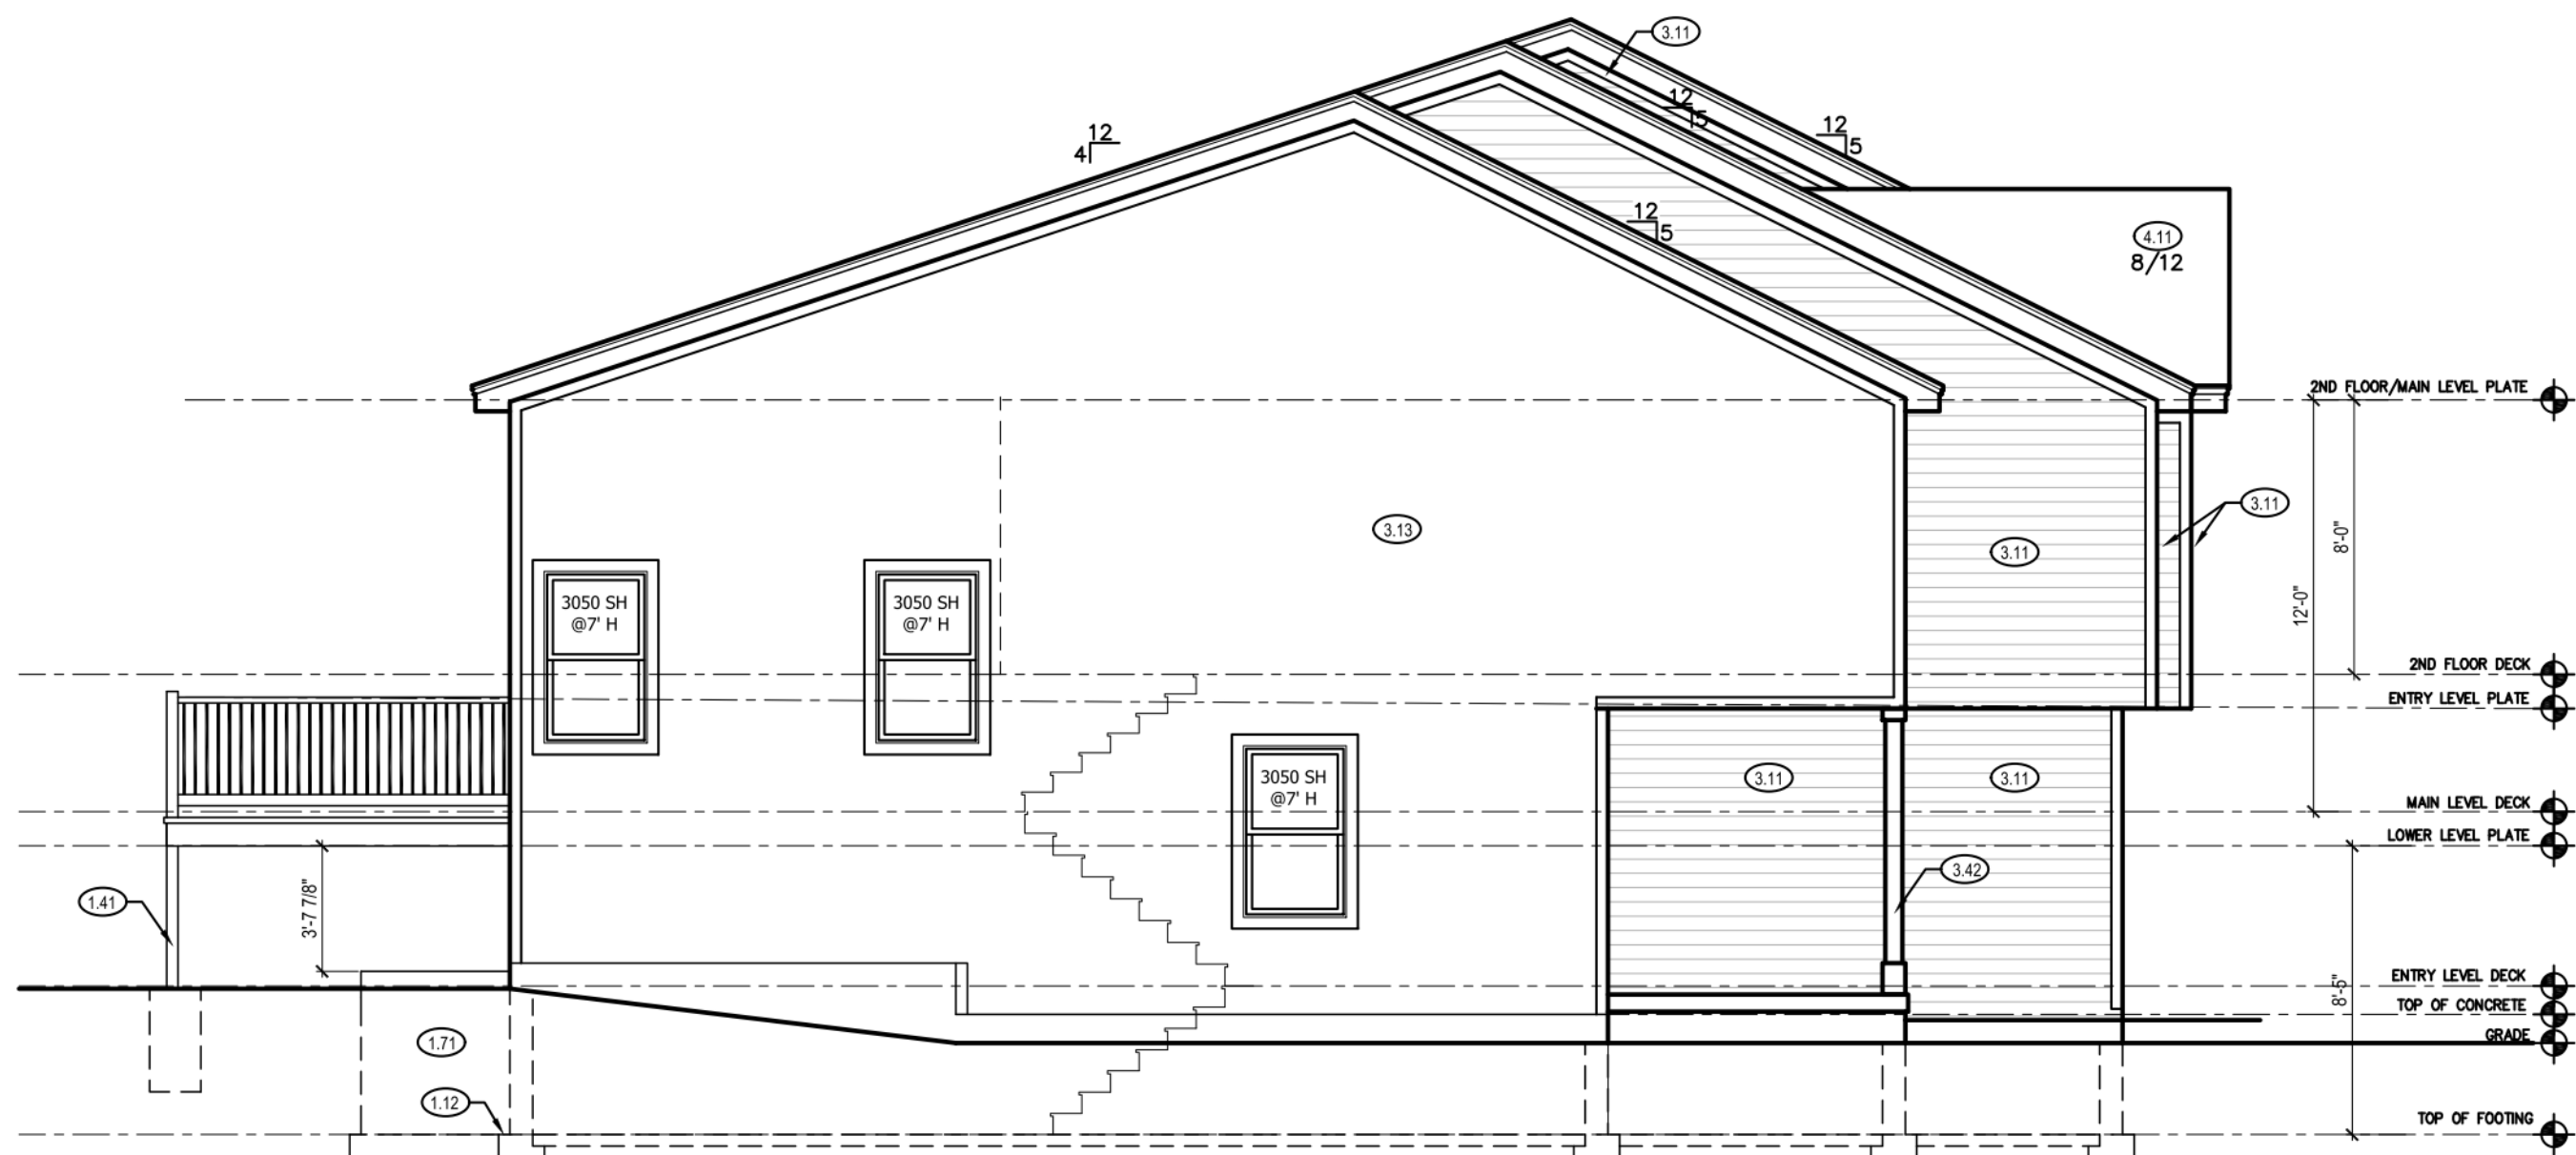 3.11
12
5
12
4
12
5
12
5
4.11
8/12
2ND FLOOR/MAIN LEVEL PLATE
3.11
3.13
3.11
8'-0"
12'-0"
3050 SH
@7' H
3050 SH
@7' H
2ND FLOOR DECK
ENTRY LEVEL PLATE
3050 SH
@7' H
3.11
3.11
MAIN LEVEL DECK
LOWER LEVEL PLATE
3.42
1.41
3'-7 7/8"
ENTRY LEVEL DECK
8'-5"
TOP OF CONCRETE
GRADE
1.71
1.12
TOP OF FOOTING